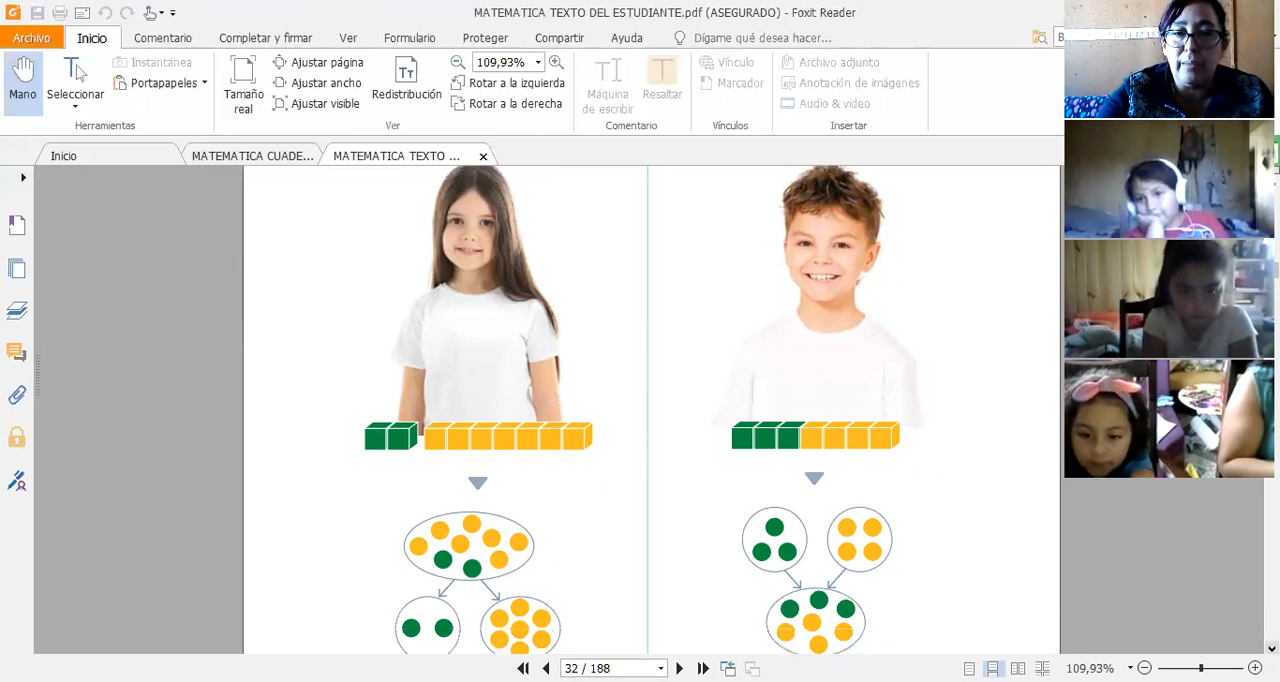 MATEMATICA TEXTO DEL ESTUDIANTE.pdf (ASEGURADO) - Foxit Reader
Archivo Inicio Comentario Completar y firmar Ver Formulario Proteger Compartir Ayuda Dígame qué desea hacer...
Mano
Seleccionar
Instantánea
Portapapeles
Herramientas
Tamaño real
Ajustar página
Ajustar ancho
Ajustar visible
Redistribución
109,93%
Rotar a la izquierda
Rotar a la derecha
Ver
Máquina de escribir
Resaltar
Comentario
Vínculo
Marcador
Vínculos
Archivo adjunto
Anotación de imágenes
Audio & video
Insertar
Inicio MATEMATICA CUADE... MATEMATICA TEXTO ...
32 / 188
109,93%